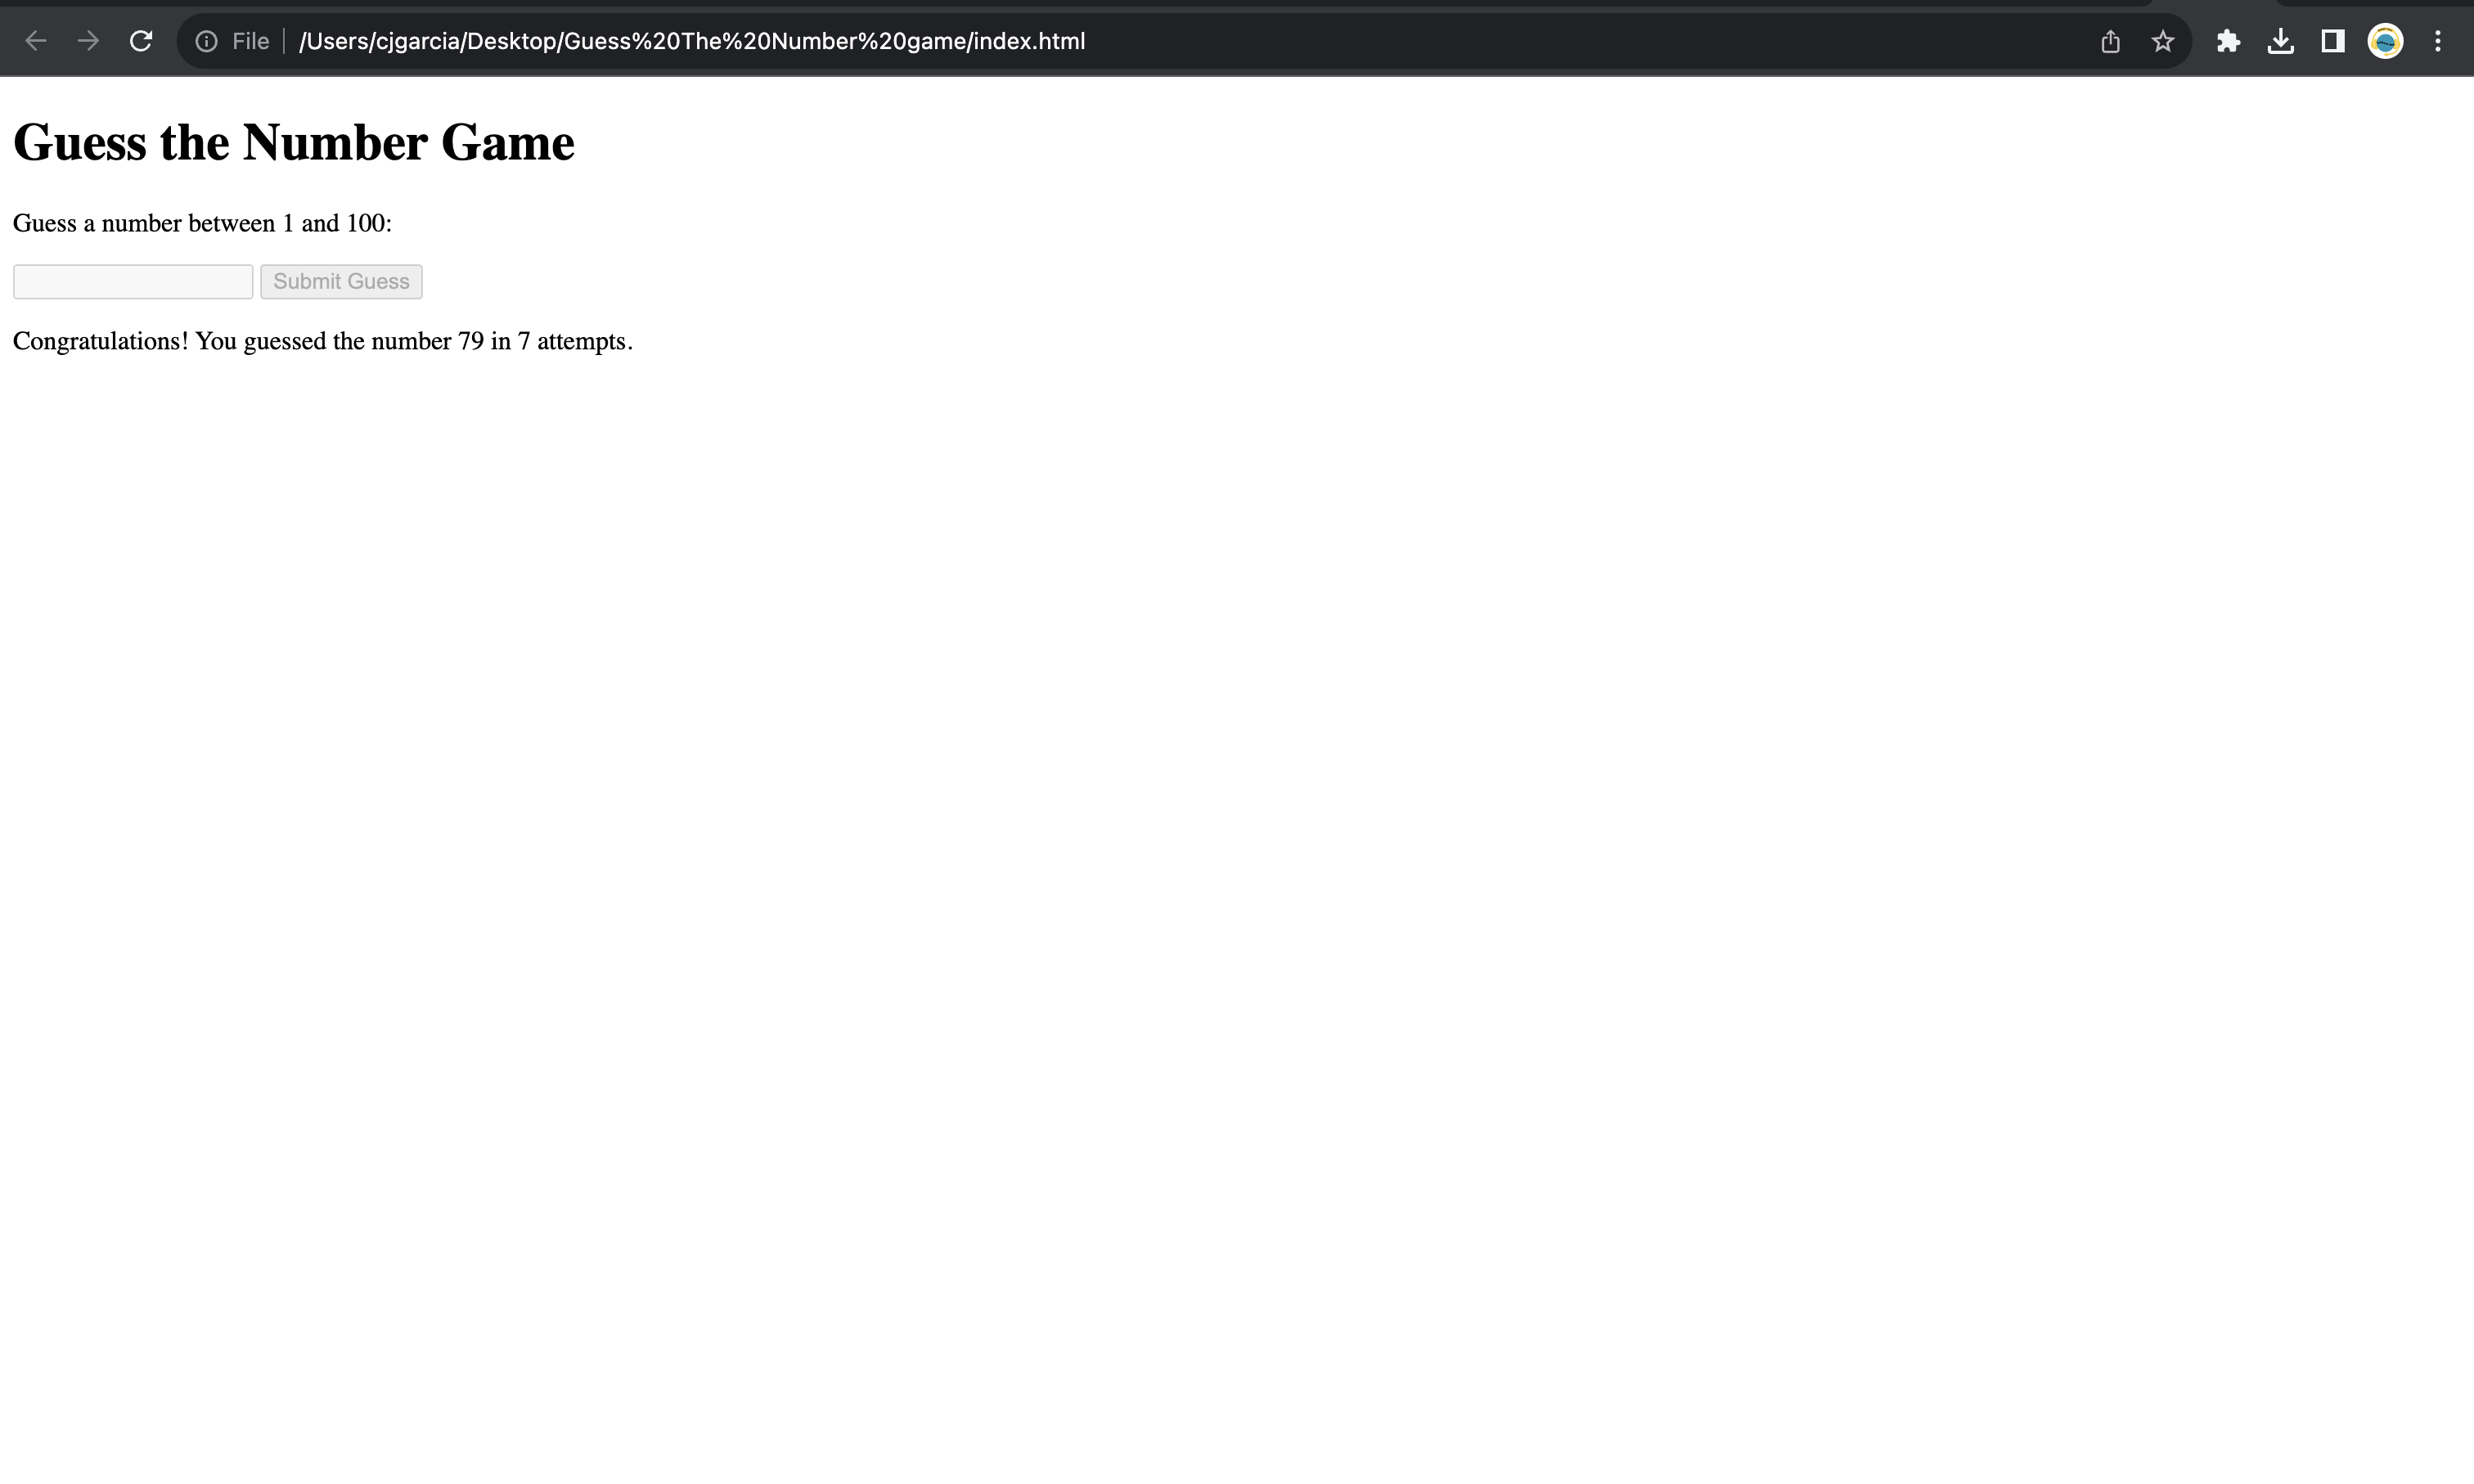 File /Users/cjgarcia/Desktop/Guess%20The%20Number%20game/index.html
Guess the Number Game
Guess a number between 1 and 100:
Submit Guess
Congratulations! You guessed the number 79 in 7 attempts.